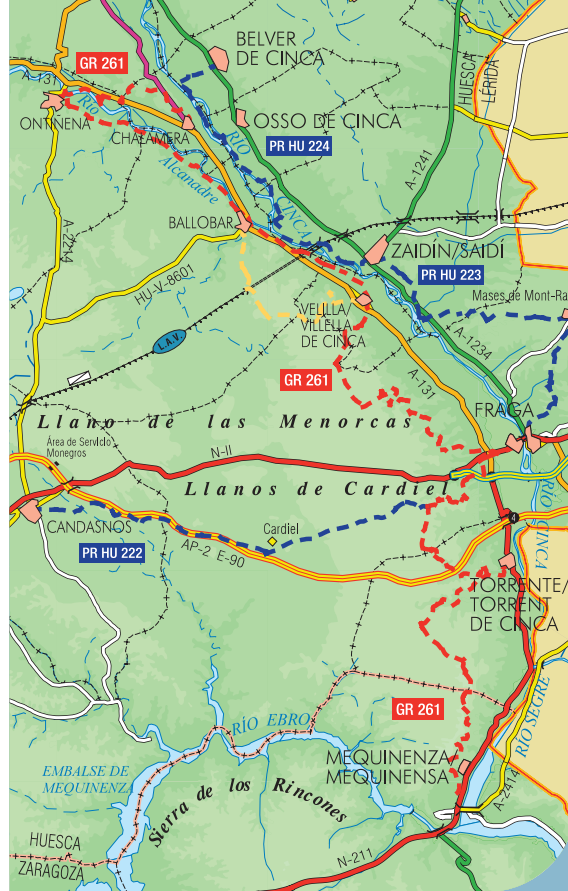 BELVER
DE CINCA
GR 261
A-131
HUESCA
LÉRIDA
Río
ONTIÑENA
CHALAMERA
OSSO DE CINCA
RÍO
PR HU 224
Alcanadre
A-1241
CINCA
BALLOBAR
A-2214
ZAIDÍN/SAIDÍ
HU-V-8601
PR HU 223
Mases de Mont-Ra
VELILLA/
VILLELLA
DE CINCA
L.A.V.
A-1234
A-131
GR 261
FRAGA
Llano de las Menorcas
Área de Servicio
Monegros
N-II
Llanos de Cardiel
RÍO CINCA
4
CANDASNOS
Cardiel
AP-2 E-90
PR HU 222
TORRENTE/
TORRENT
DE CINCA
GR 261
RÍO SEGRE
RÍO EBRO
MEQUINENZA/
MEQUINENSA
EMBALSE DE
MEQUINENZA
Sierra de los Rincones
A-2414
HUESCA
ZARAGOZA
N-211